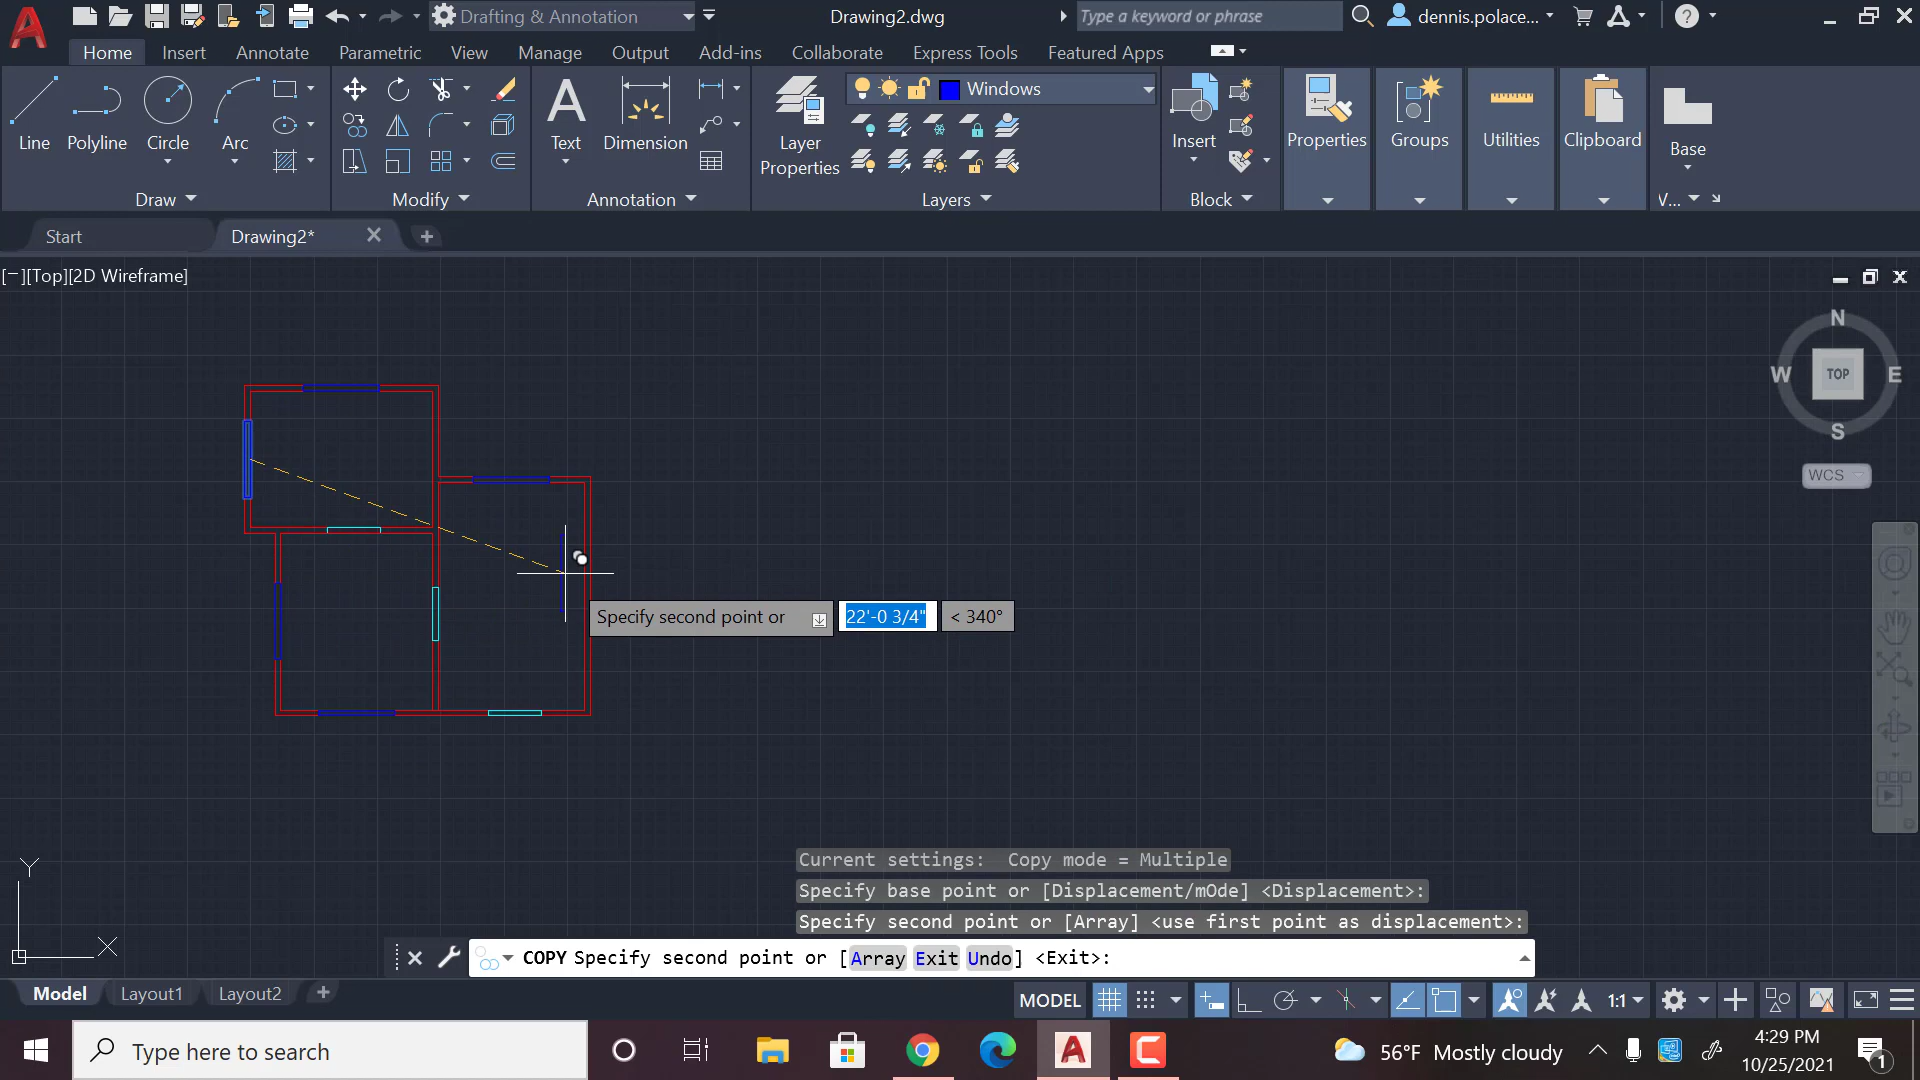 Drafting & Annotation
Drawing2.dwg
Type a keyword or phrase
dennis.polace...
?
Home Insert Annotate Parametric View Manage Output Add-ins Collaborate Express Tools Featured Apps
Windows
Line Polyline Circle Arc
A
Text Dimension
Layer Properties
Insert
Properties
Groups
Utilities
Clipboard
Base
Draw Modify Annotation Layers Block V...
Start Drawing2*
[−][Top][2D Wireframe]
N
W TOP E
S
WCS
Specify second point or 22'-0 3/4" < 340°
Y
X
Current settings: Copy mode = Multiple
Specify base point or [Displacement/mOde] <Displacement>:
Specify second point or [Array] <use first point as displacement>:
COPY Specify second point or [Array Exit Undo] <Exit>:
Model Layout1 Layout2
MODEL 1:1
Type here to search
56°F Mostly cloudy
4:29 PM
10/25/2021
1